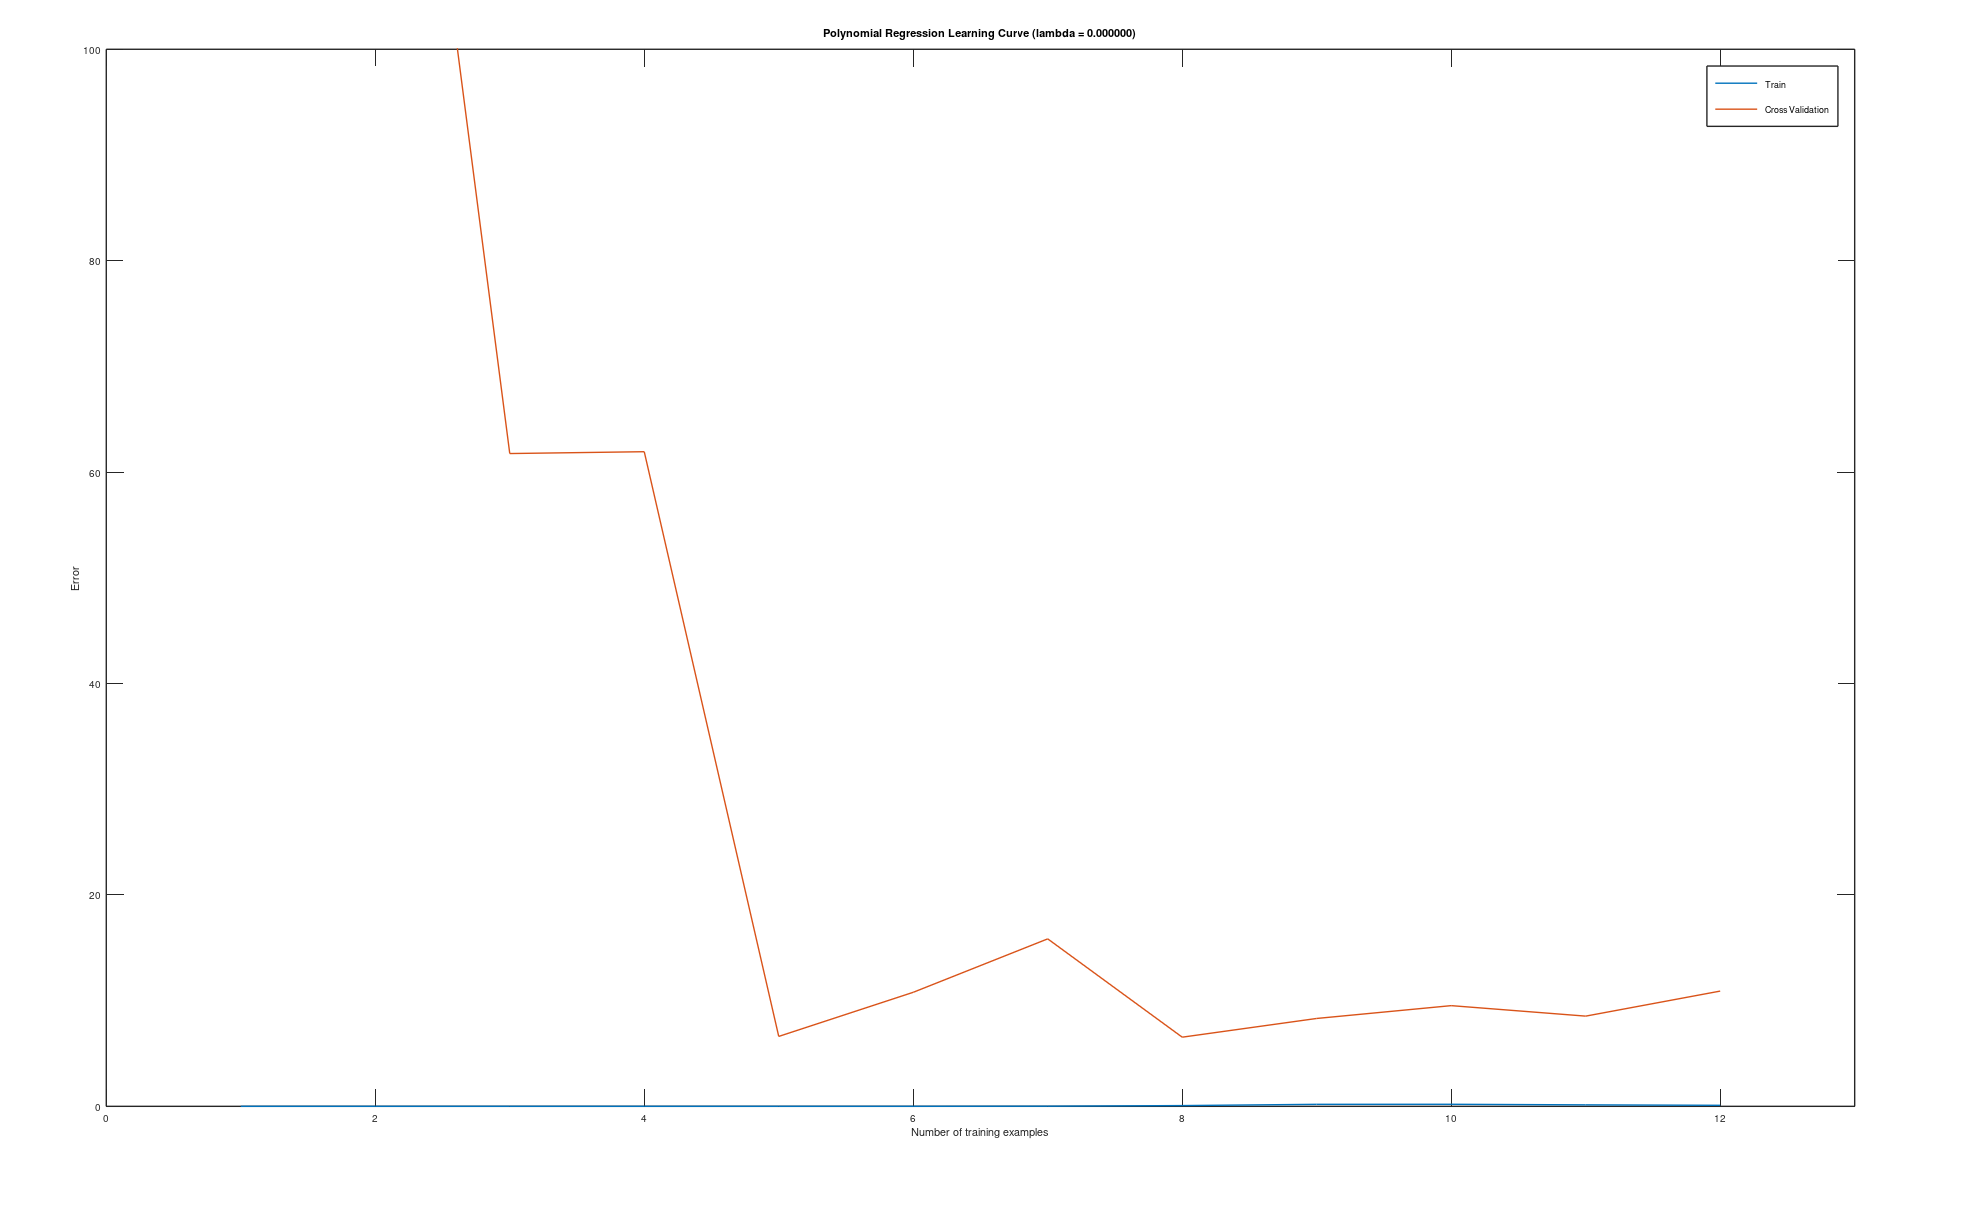 Polynomial Regression Learning Curve (lambda = 0.000000)
100
80
60
40
20
0
Error
Train
Cross Validation
0 2 4 6 8 10 12
Number of training examples